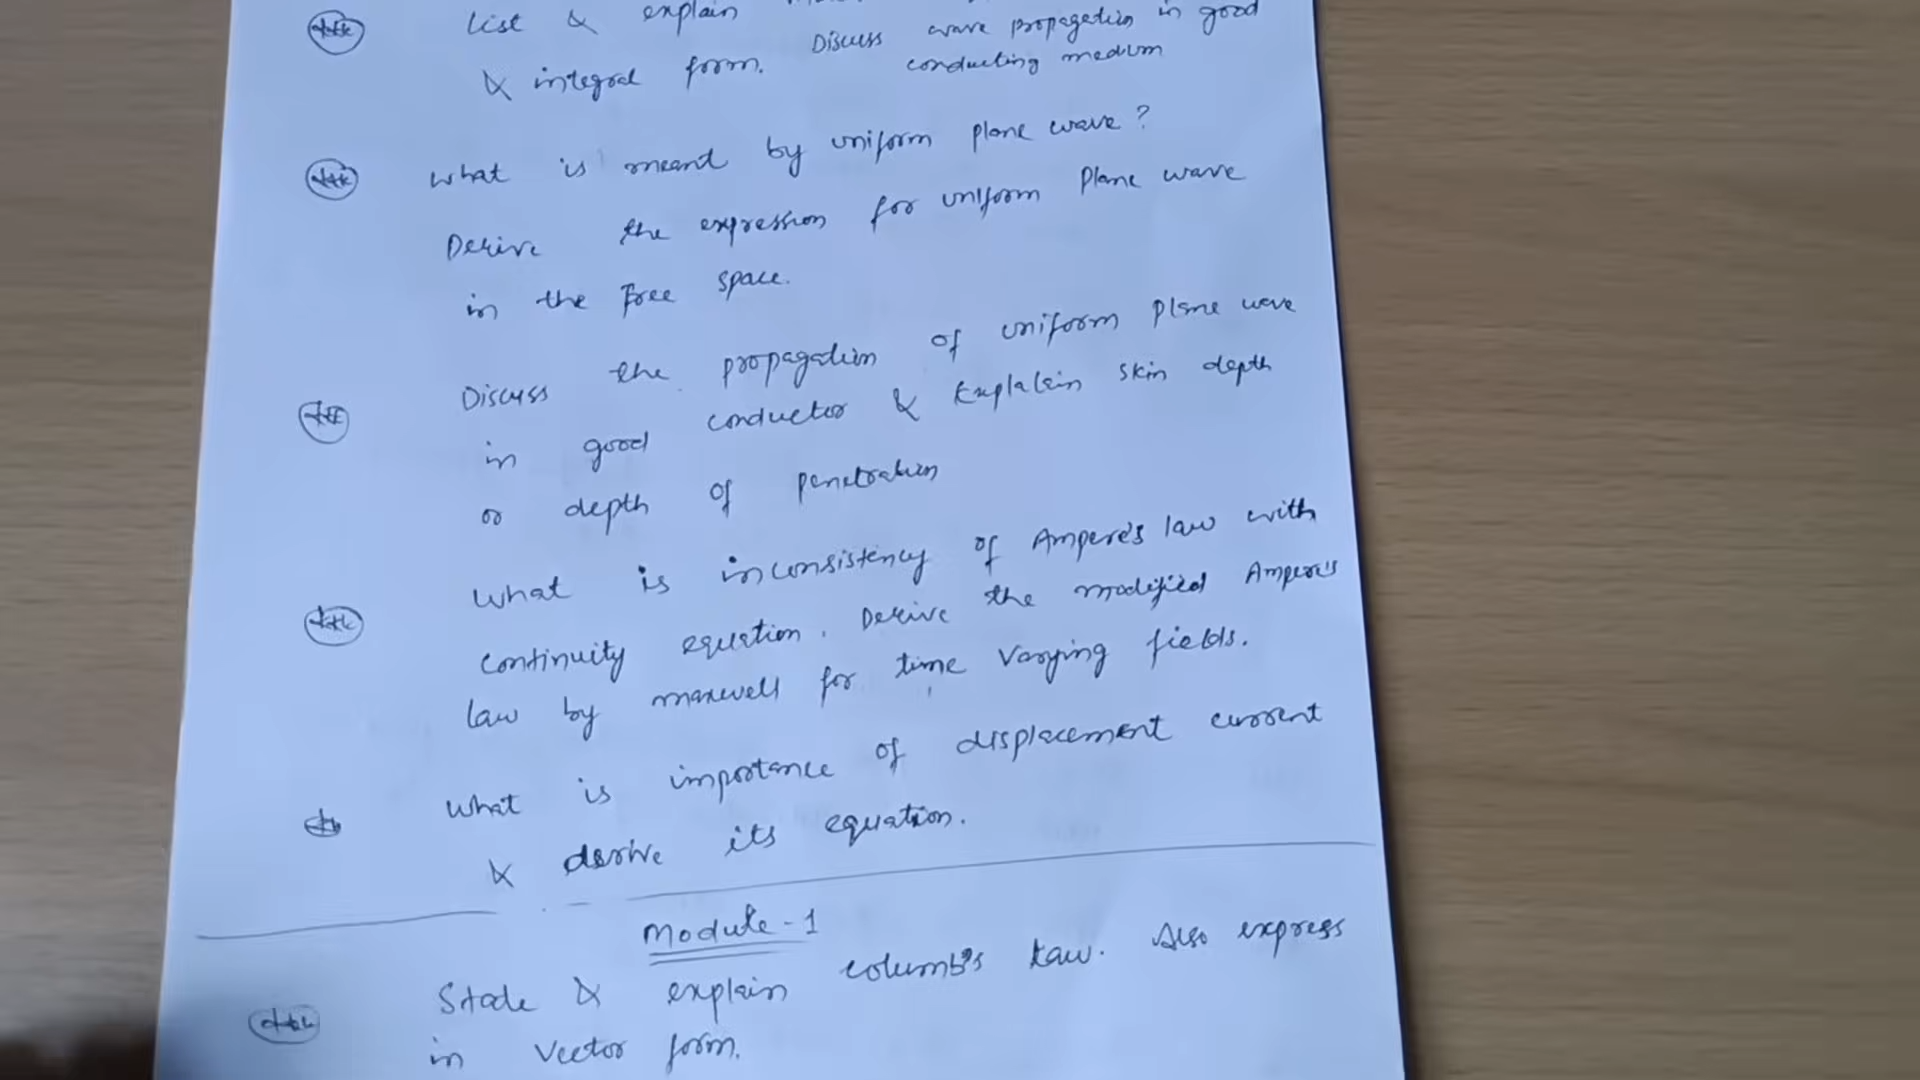 List & explain
& integral form. Discuss wave propagation in good
conducting medium
What is meant by uniform plane wave?
Derive the expression for uniform plane wave
in the free space.
Discuss the propagation of uniform plane wave
in good conductor & Explalein skin depth
or depth of penetration
What is inconsistency of Ampere's law with
continuity equation. Derive the modified Ampere's
law by maxwell for time varying fields.
What is importance of displacement current
& derive its equation.
Module-1
State & explain columb's Law. Also express
in Vector form.